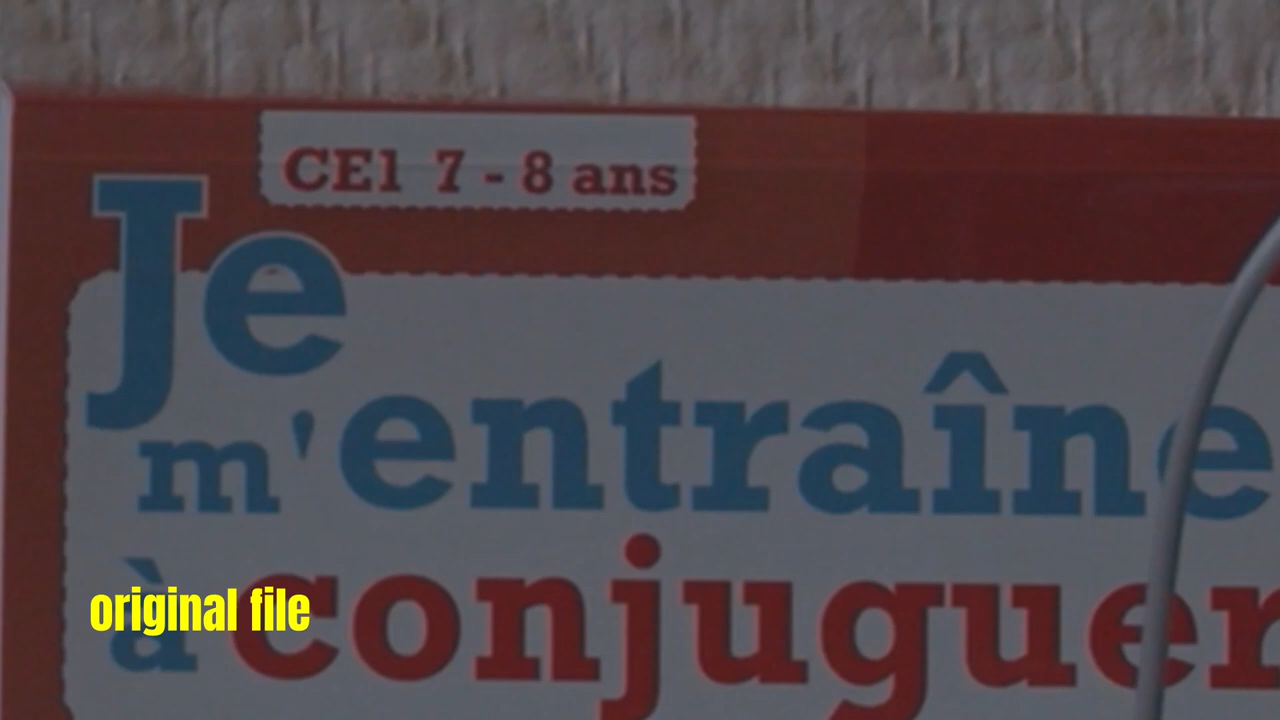 CE1 7 - 8 ans
Je
m'entraîne
à conjuguer
original file